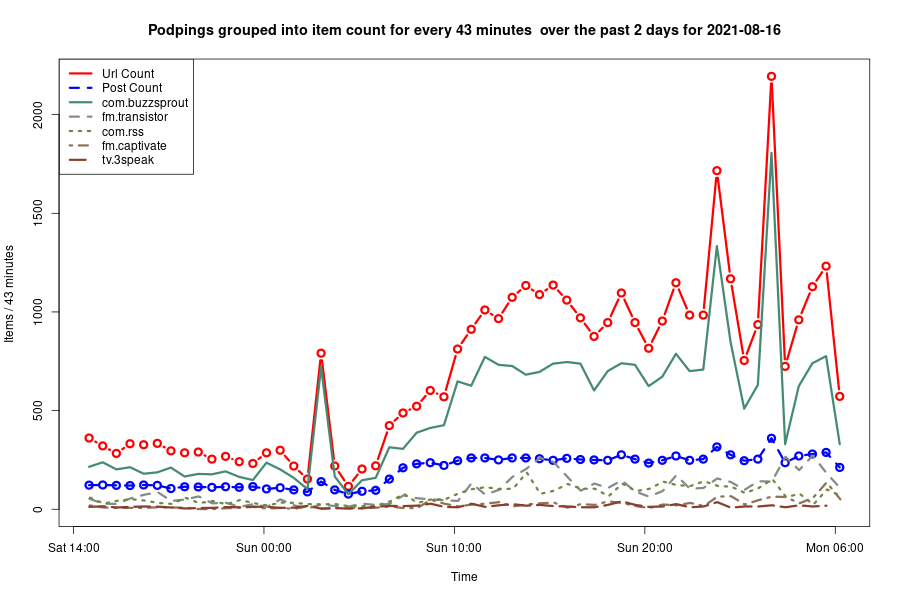 Podpings grouped into item count for every 43 minutes  over the past 2 days for 2021-08-16
Url Count
Post Count
com.buzzsprout
fm.transistor
com.rss
fm.captivate
tv.3speak
Items / 43 minutes
2000
1500
1000
500
0
Sat 14:00
Sun 00:00
Sun 10:00
Sun 20:00
Mon 06:00
Time